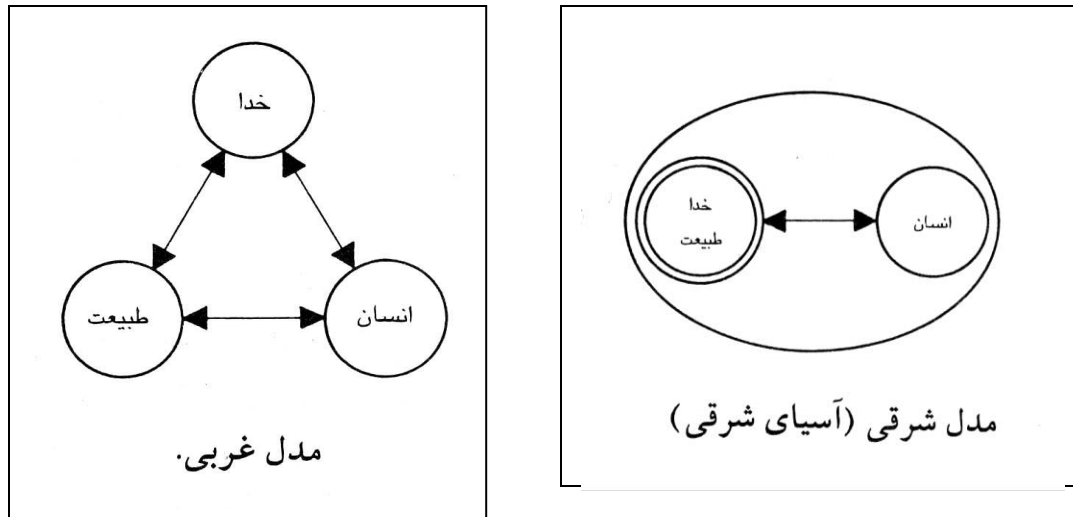 خدا
طبیعت
انسان
مدل غربی.
خدا
طبیعت
انسان
مدل شرقی (آسیای شرقی)